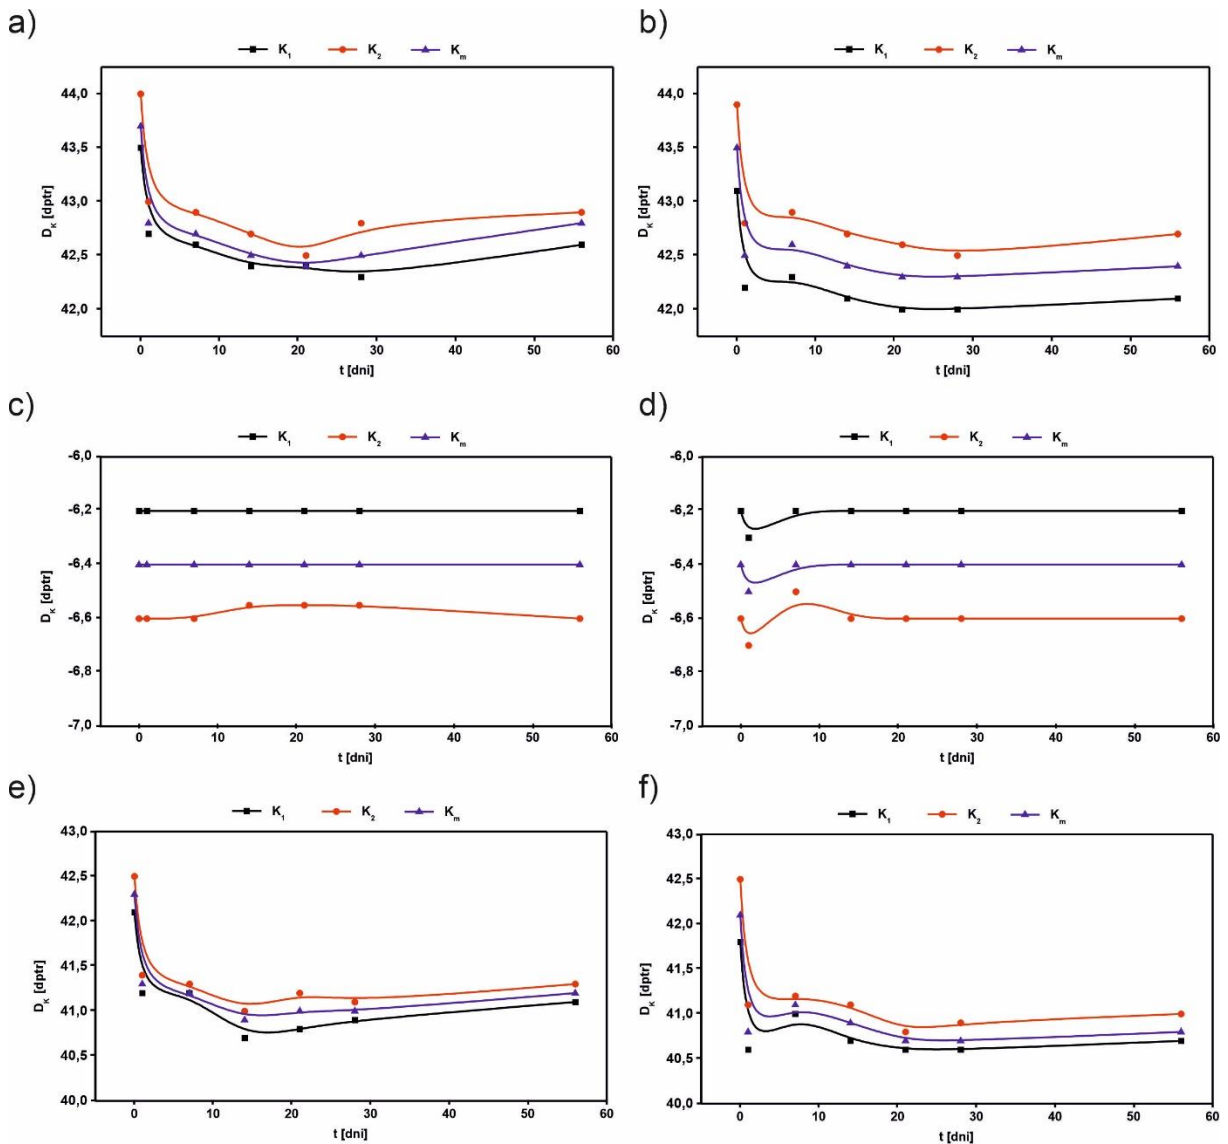 a)
K1 K2 Km
44,0
43,5
43,0
42,5
42,0
DK [dptr]
0 10 20 30 40 50 60
t [dni]
b)
K1 K2 Km
44,0
43,5
43,0
42,5
42,0
DK [dptr]
0 10 20 30 40 50 60
t [dni]
c)
K1 K2 Km
-6,0
-6,2
-6,4
-6,6
-6,8
-7,0
DK [dptr]
0 10 20 30 40 50 60
t [dni]
d)
K1 K2 Km
-6,0
-6,2
-6,4
-6,6
-6,8
-7,0
DK [dptr]
0 10 20 30 40 50 60
t [dni]
e)
K1 K2 Km
43,0
42,5
42,0
41,5
41,0
40,5
40,0
DK [dptr]
0 10 20 30 40 50 60
t [dni]
f)
K1 K2 Km
43,0
42,5
42,0
41,5
41,0
40,5
40,0
DK [dptr]
0 10 20 30 40 50 60
t [dni]